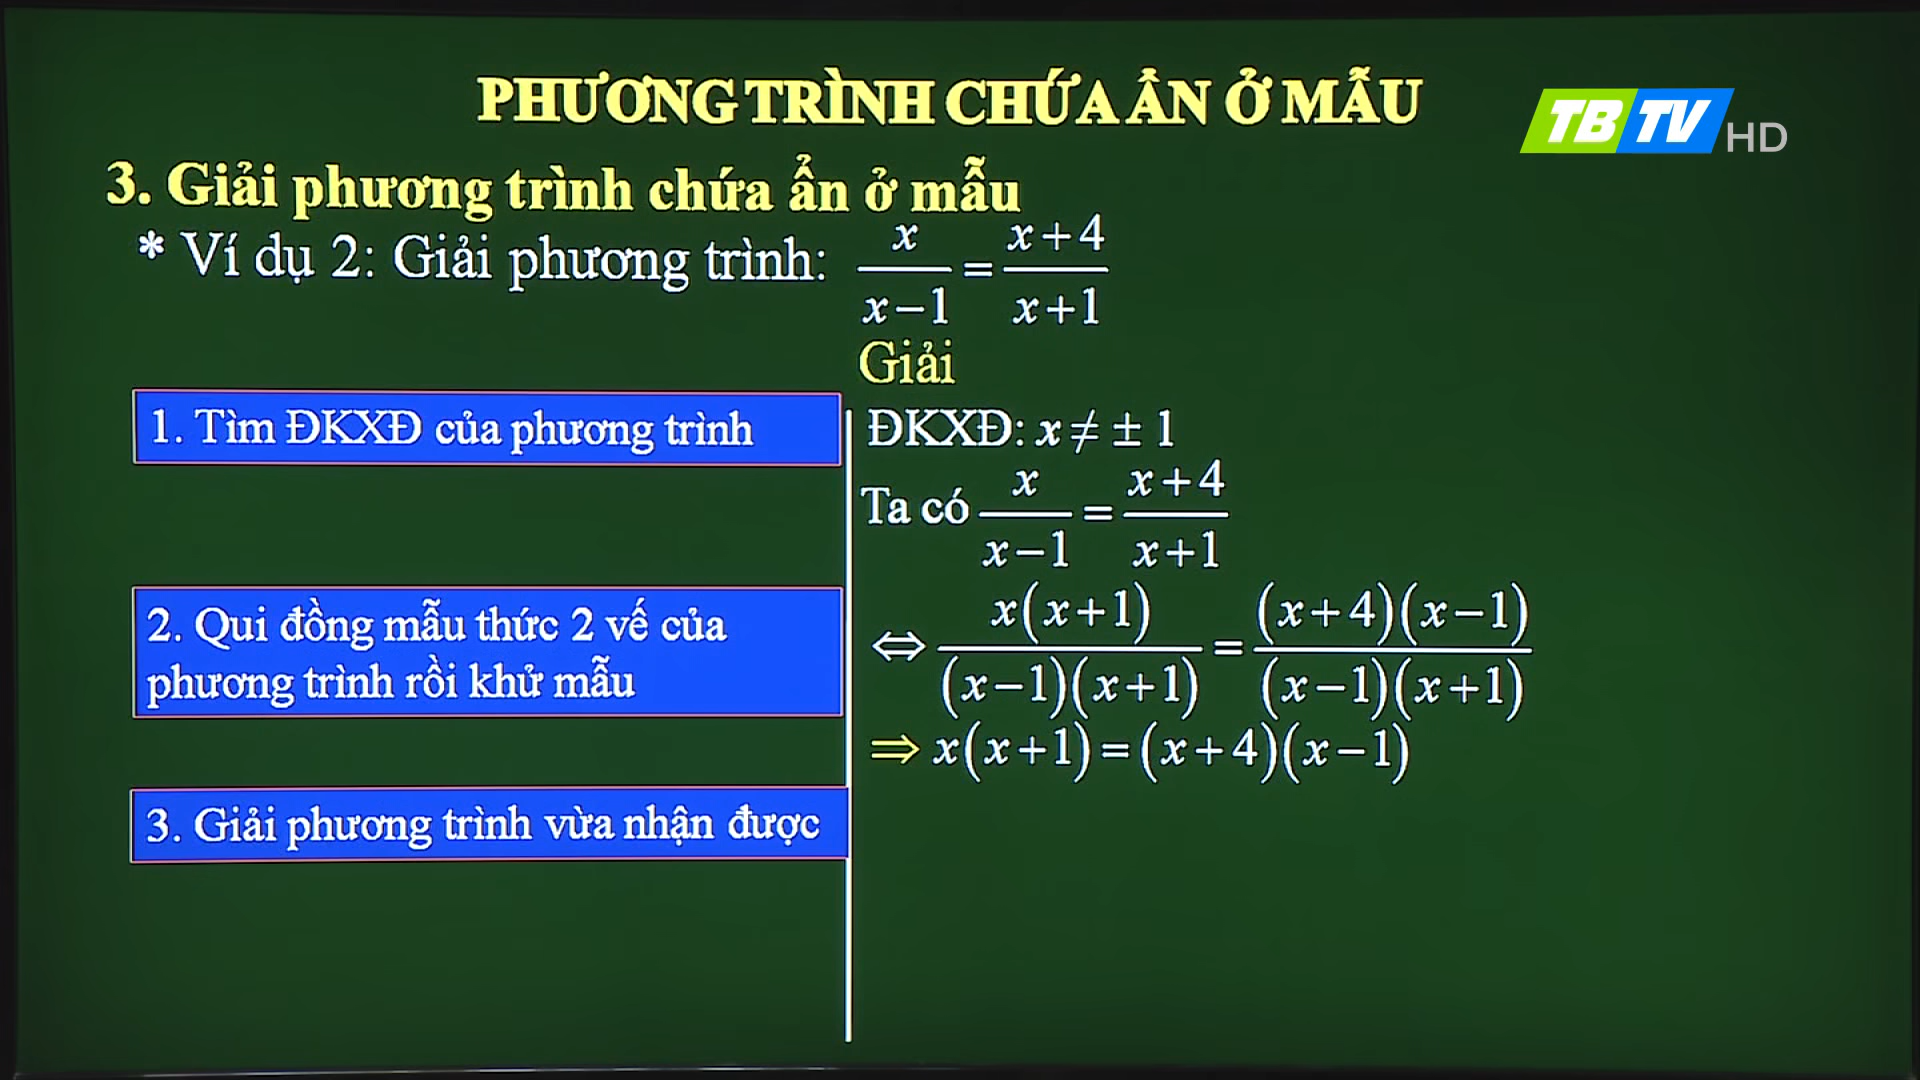 PHƯƠNG TRÌNH CHỨA ẨN Ở MẪU
TBTV HD
3. Giải phương trình chứa ẩn ở mẫu
* Ví dụ 2: Giải phương trình: x/(x−1) = (x+4)/(x+1)
Giải
1. Tìm ĐKXĐ của phương trình
ĐKXĐ: x ≠ ± 1
Ta có x/(x−1) = (x+4)/(x+1)
2. Qui đồng mẫu thức 2 vế của
phương trình rồi khử mẫu
⇔ x(x+1)/((x−1)(x+1)) = (x+4)(x−1)/((x−1)(x+1))
⇒ x(x+1)=(x+4)(x−1)
3. Giải phương trình vừa nhận được